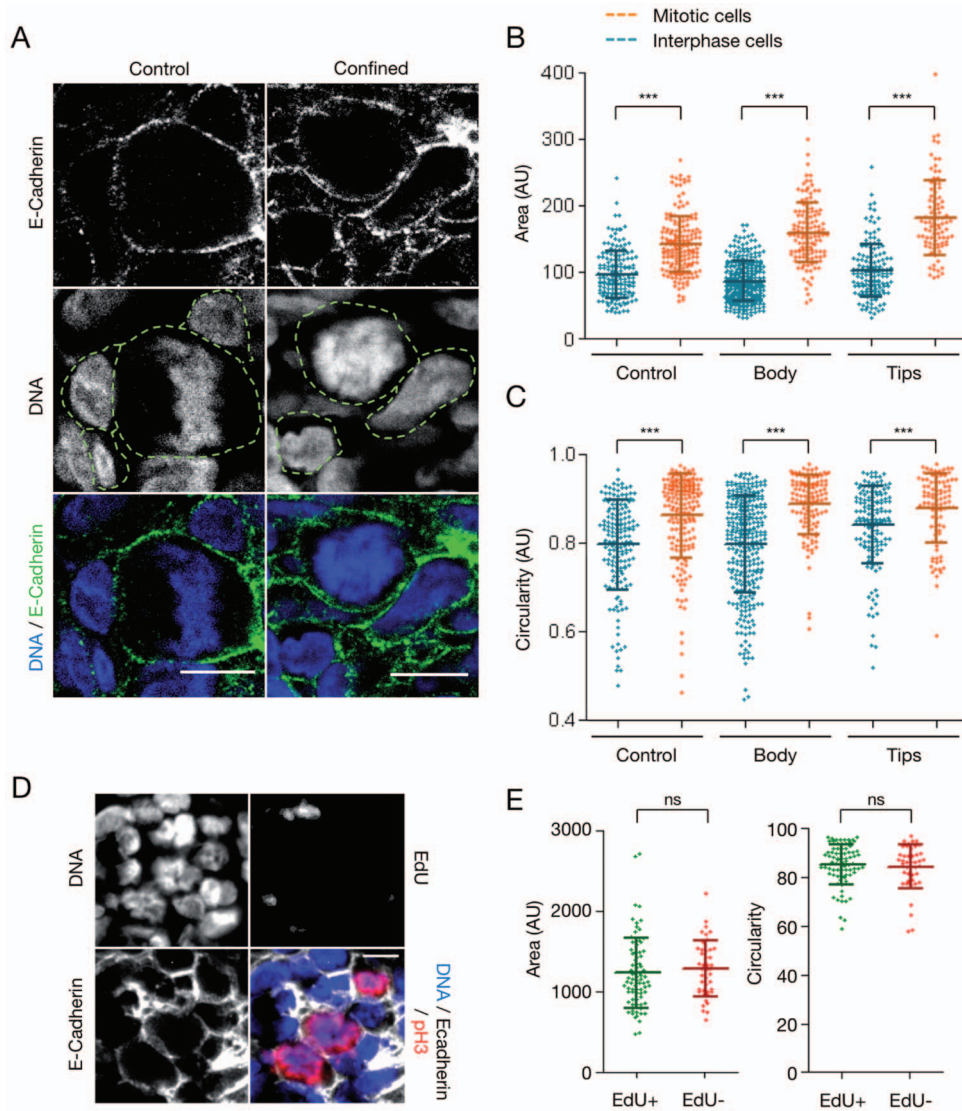 A
Control
Confined
E-Cadherin
DNA
DNA / E-Cadherin
Mitotic cells
Interphase cells
B
Area (AU)
400
300
200
100
0
***
***
***
Control
Body
Tips
C
Circularity (AU)
1.0
0.8
0.6
0.4
***
***
***
Control
Body
Tips
D
DNA
EdU
E-Cadherin
DNA / Ecadherin
/ pH3
E
Area (AU)
3000
2000
1000
0
ns
EdU+
EdU-
Circularity
100
80
60
40
20
0
ns
EdU+
EdU-